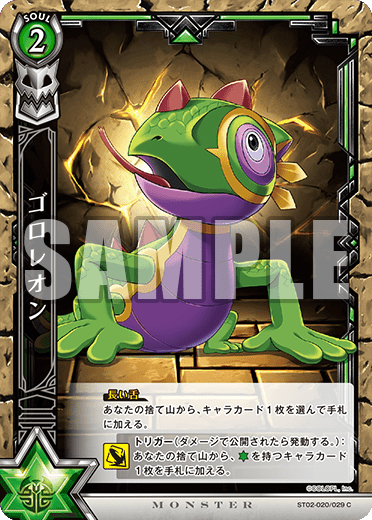 SOUL
2
ゴロレオン
SAMPLE
長い舌
あなたの捨て山から、キャラカード1枚を選んで手札
に加える。
トリガー(ダメージで公開されたら発動する。):
あなたの捨て山から、を持つキャラカード
1枚を手札に加える。
©COLOPL, Inc.
MONSTER
ST02-020/029 C